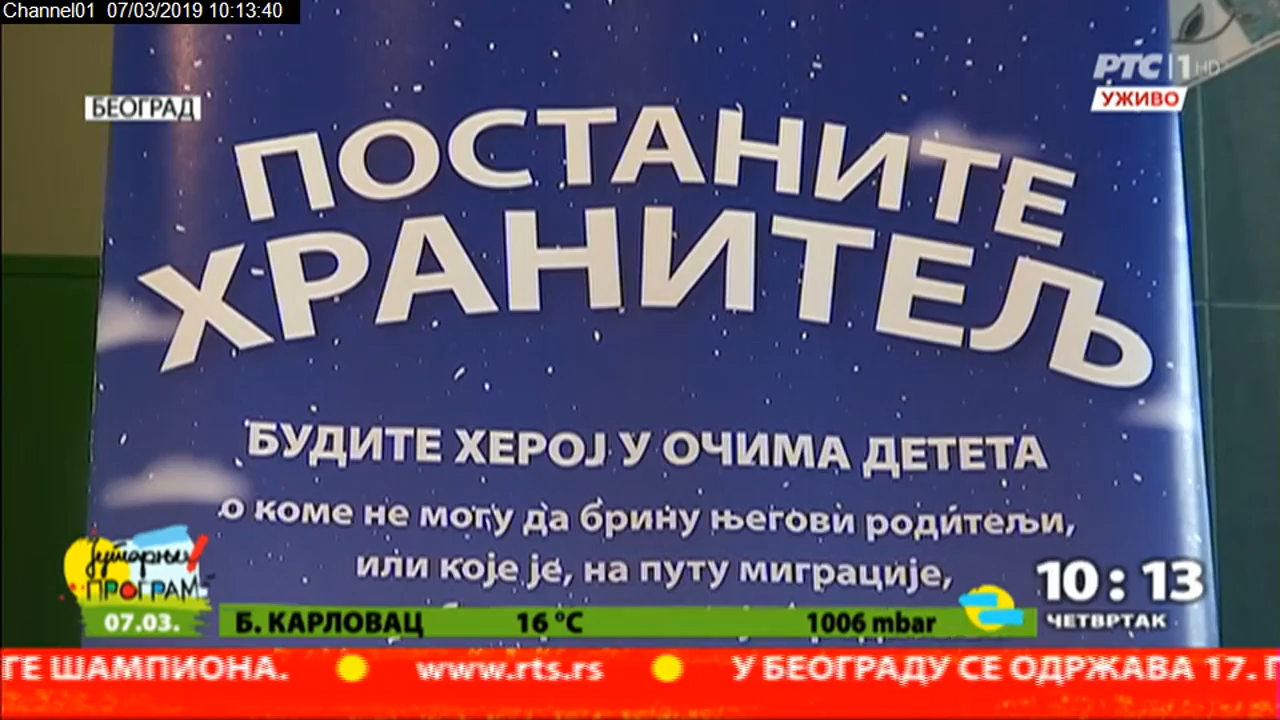 Channel01 07/03/2019 10:13:40
РТС 1 HD
УЖИВО
БЕОГРАД
ПОСТАНИТЕ
ХРАНИТЕЉ
БУДИТЕ ХЕРОЈ У ОЧИМА ДЕТЕТА
о коме не могу да брину његови родитељи,
или које је, на путу миграције,
Јутарњи
ПРОГРАМ
07.03.
Б. КАРЛОВАЦ 16 ºC 1006 mbar
10:13
ЧЕТВРТАК
ГЕ ШАМПИОНА. www.rts.rs У БЕОГРАДУ СЕ ОДРЖАВА 17.